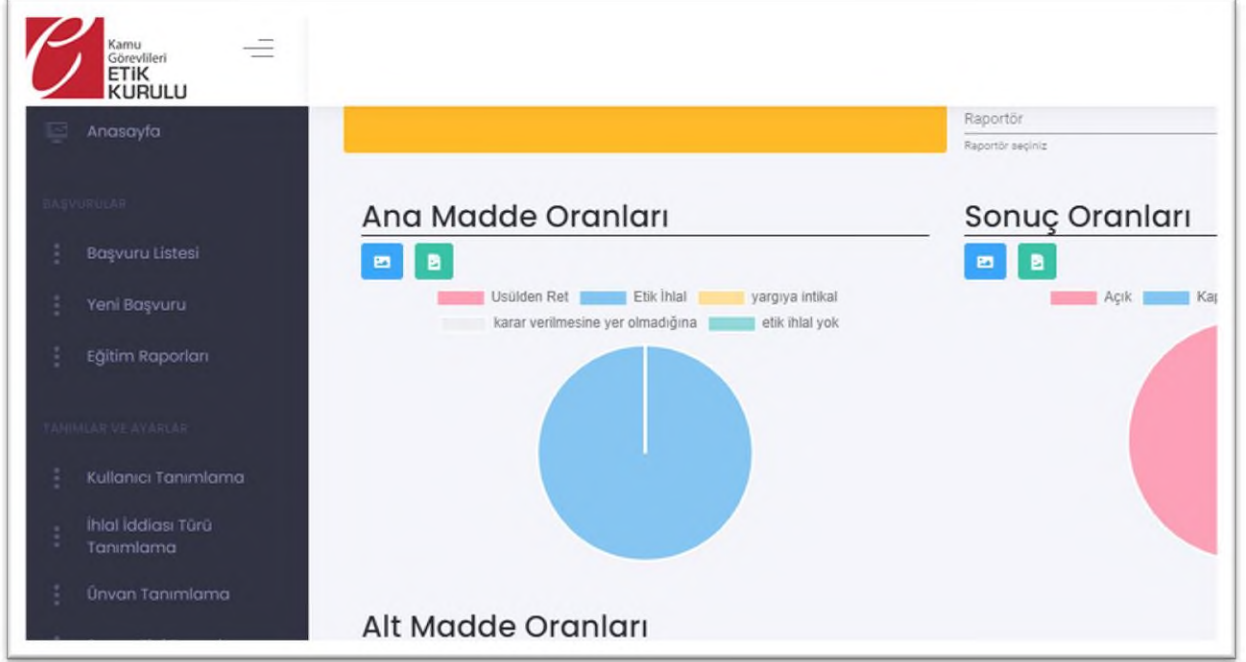 Kamu
Görevlileri
ETİK
KURULU
Anasayfa
BAŞVURULAR
Başvuru Listesi
Yeni Başvuru
Eğitim Raporları
TANIMLAR VE AYARLAR
Kullanıcı Tanımlama
İhlal İddiası Türü
Tanımlama
Ünvan Tanımlama
Raportör
Raportör seçiniz
Ana Madde Oranları
Usülden Ret Etik İhlal yargıya intikal
karar verilmesine yer olmadığına etik ihlal yok
Alt Madde Oranları
Sonuç Oranları
Açık